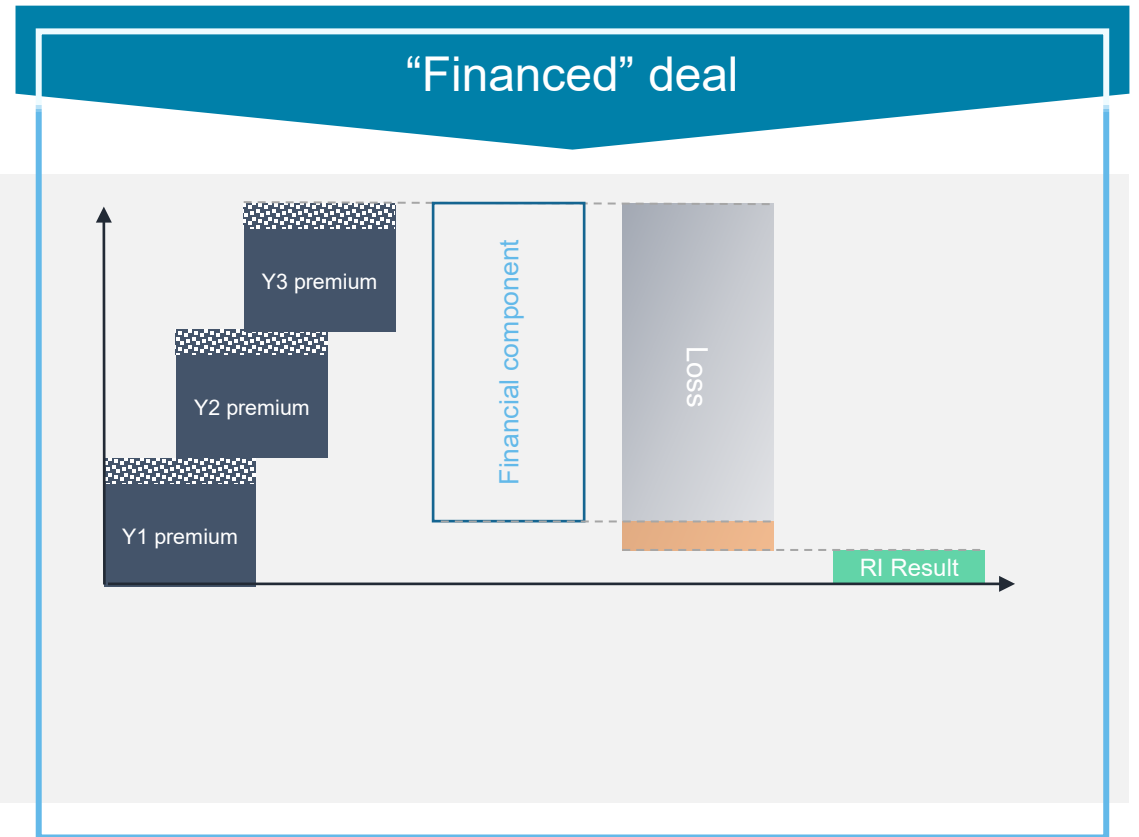 “Financed” deal
Y3 premium
Y2 premium
Y1 premium
Financial component
Loss
RI Result